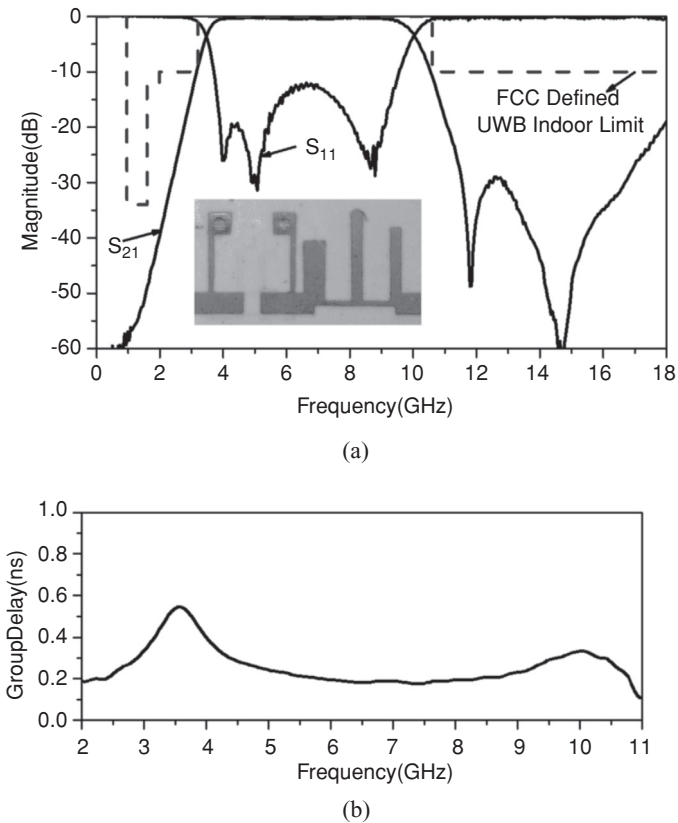 0
-10
-20
-30
-40
-50
-60
Magnitude(dB)
S21
S11
FCC Defined
UWB Indoor Limit
0 2 4 6 8 10 12 14 16 18
Frequency(GHz)
(a)
1.0
0.8
0.6
0.4
0.2
0.0
GroupDelay(ns)
2 3 4 5 6 7 8 9 10 11
Frequency(GHz)
(b)